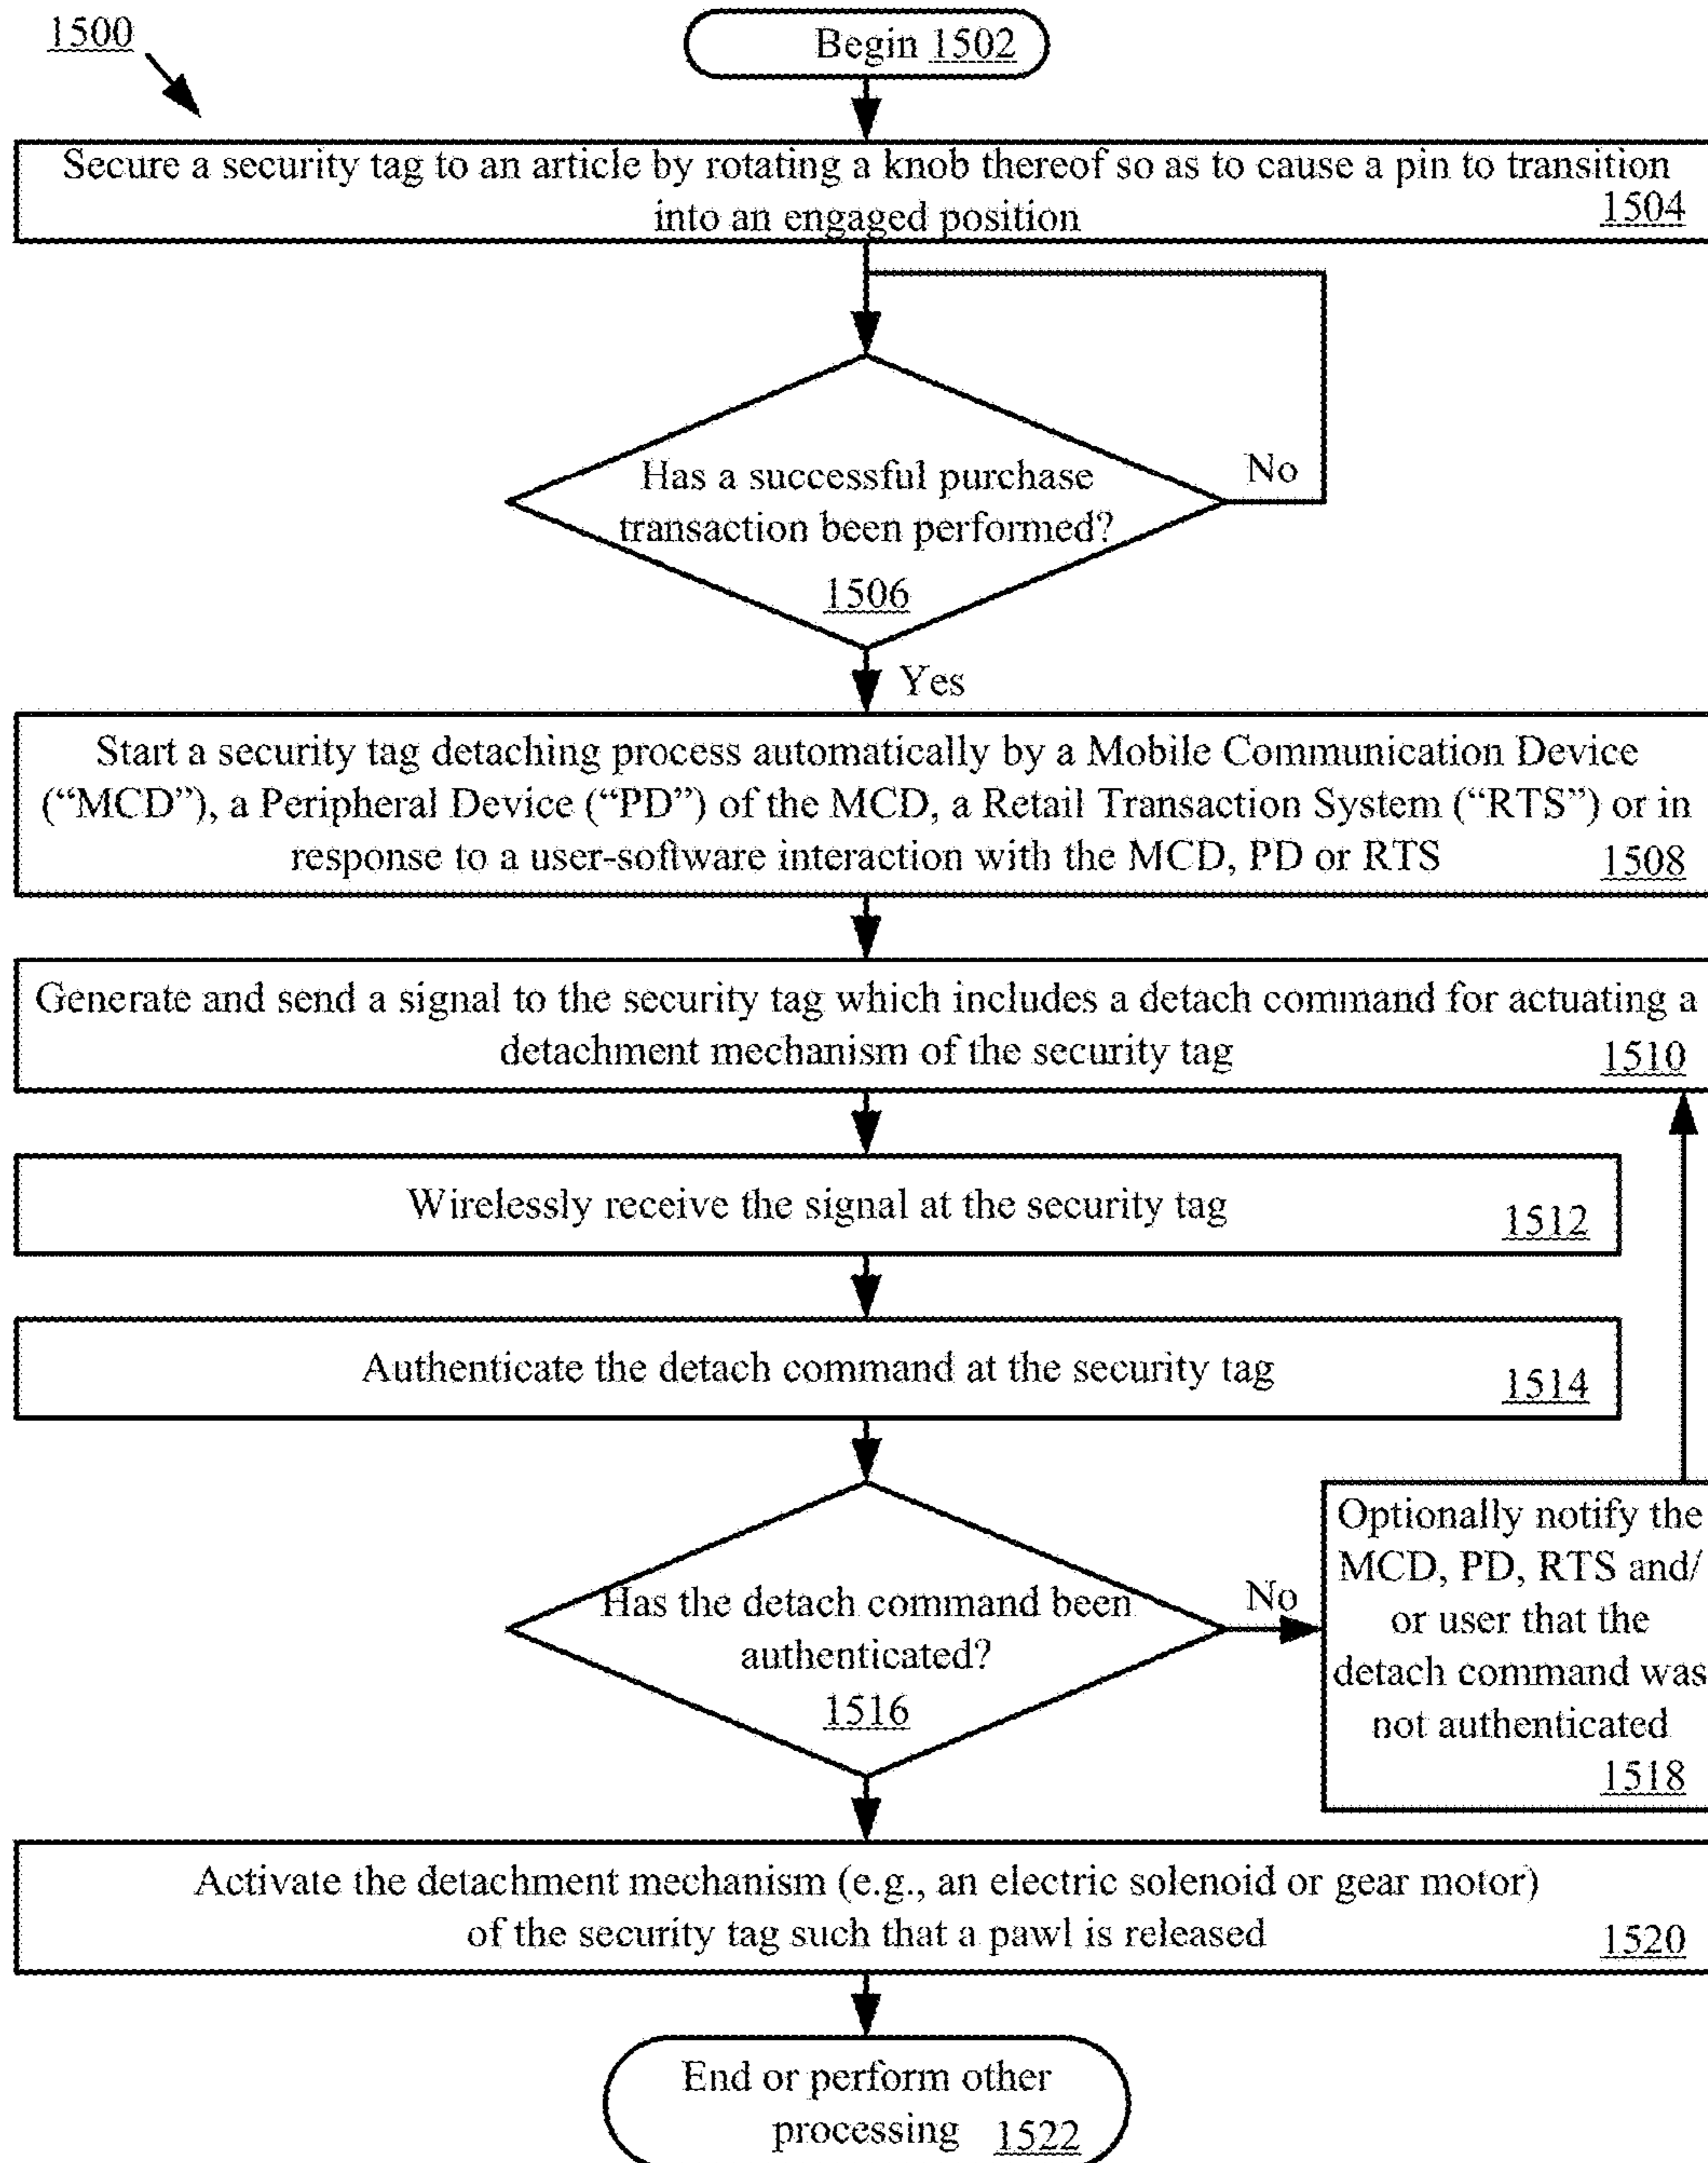 1500
Begin 1502
Secure a security tag to an article by rotating a knob thereof so as to cause a pin to transition
into an engaged position
1504
Has a successful purchase
transaction been performed?
1506
No
Yes
Start a security tag detaching process automatically by a Mobile Communication Device
(“MCD”), a Peripheral Device (“PD”) of the MCD, a Retail Transaction System (“RTS”) or in
response to a user-software interaction with the MCD, PD or RTS
1508
Generate and send a signal to the security tag which includes a detach command for actuating a
detachment mechanism of the security tag
1510
Wirelessly receive the signal at the security tag
1512
Authenticate the detach command at the security tag
1514
Has the detach command been
authenticated?
1516
No
Optionally notify the
MCD, PD, RTS and/
or user that the
detach command was
not authenticated
1518
Activate the detachment mechanism (e.g., an electric solenoid or gear motor)
of the security tag such that a pawl is released
1520
End or perform other
processing 1522